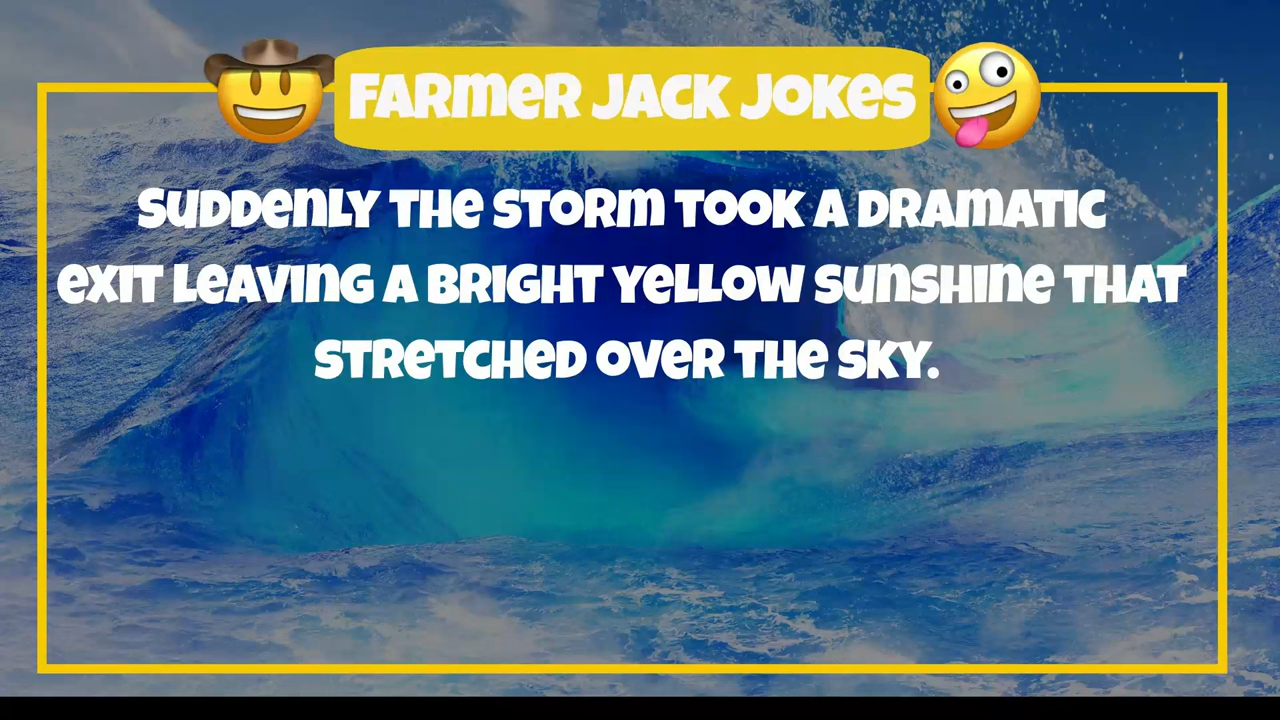 FARMER JACK JOKES
SUDDENLY THE STORM TOOK A DRAMATIC
EXIT LEAVING A BRIGHT YELLOW SUNSHINE THAT
STRETCHED OVER THE SKY.